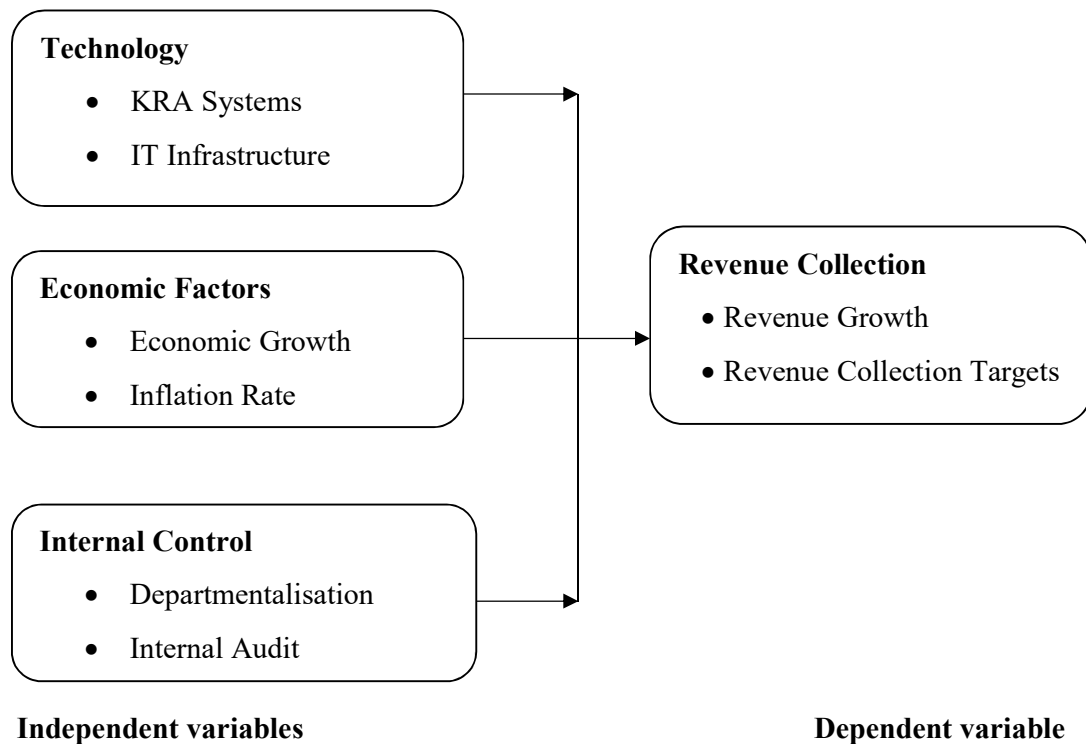 Technology
• KRA Systems
• IT Infrastructure
Economic Factors
• Economic Growth
• Inflation Rate
Internal Control
• Departmentalisation
• Internal Audit
Revenue Collection
• Revenue Growth
• Revenue Collection Targets
Independent variables
Dependent variable